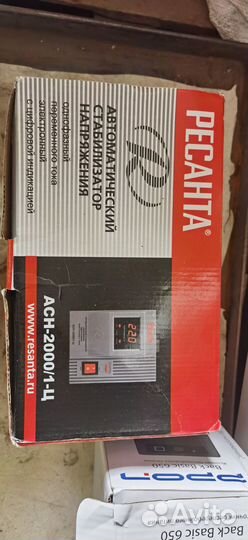 РЕСАНТА®
АВТОМАТИЧЕСКИЙ
СТАБИЛИЗАТОР
НАПРЯЖЕНИЯ
однофазный
переменного тока
электронный
с цифровой индикацией
220
АСН-2000/1-Ц
www.resanta.ru
Back Basic 650
Back Basic 650
Avito